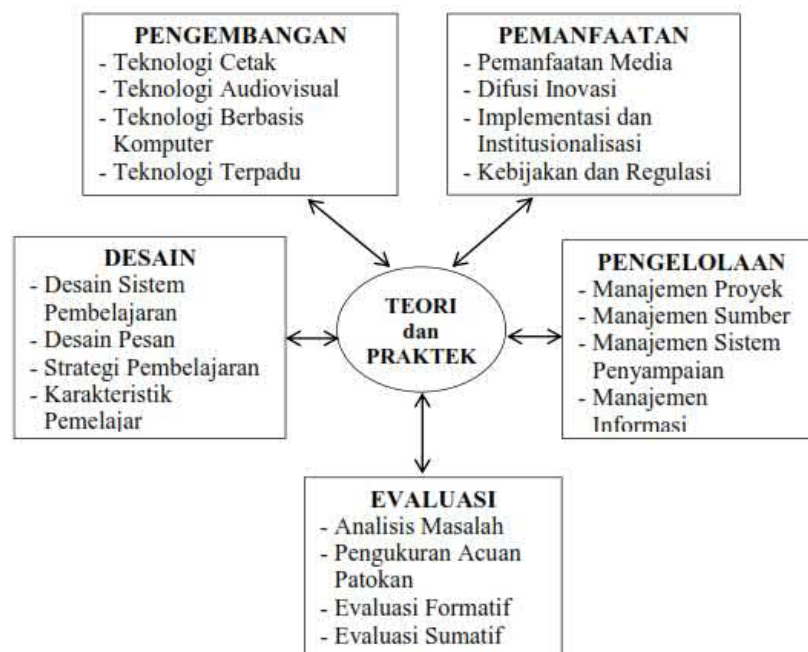 PENGEMBANGAN
- Teknologi Cetak
- Teknologi Audiovisual
- Teknologi Berbasis
Komputer
- Teknologi Terpadu
PEMANFAATAN
- Pemanfaatan Media
- Difusi Inovasi
- Implementasi dan
Institusionalisasi
- Kebijakan dan Regulasi
DESAIN
- Desain Sistem
Pembelajaran
- Desain Pesan
- Strategi Pembelajaran
- Karakteristik
Pemelajar
TEORI
dan
PRAKTEK
PENGELOLAAN
- Manajemen Proyek
- Manajemen Sumber
- Manajemen Sistem
Penyampaian
- Manajemen
Informasi
EVALUASI
- Analisis Masalah
- Pengukuran Acuan
Patokan
- Evaluasi Formatif
- Evaluasi Sumatif